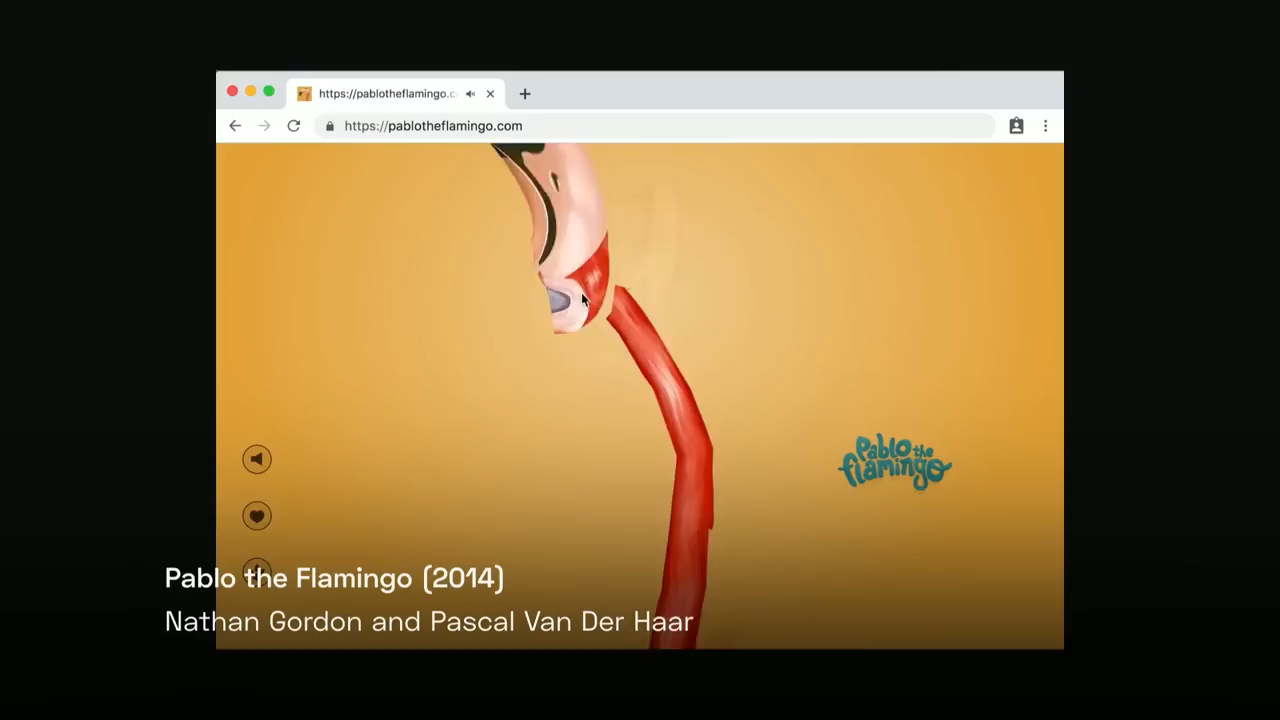 https://pablotheflamingo.c
https://pablotheflamingo.com
Pablo the
flamingo
Pablo the Flamingo (2014)
Nathan Gordon and Pascal Van Der Haar